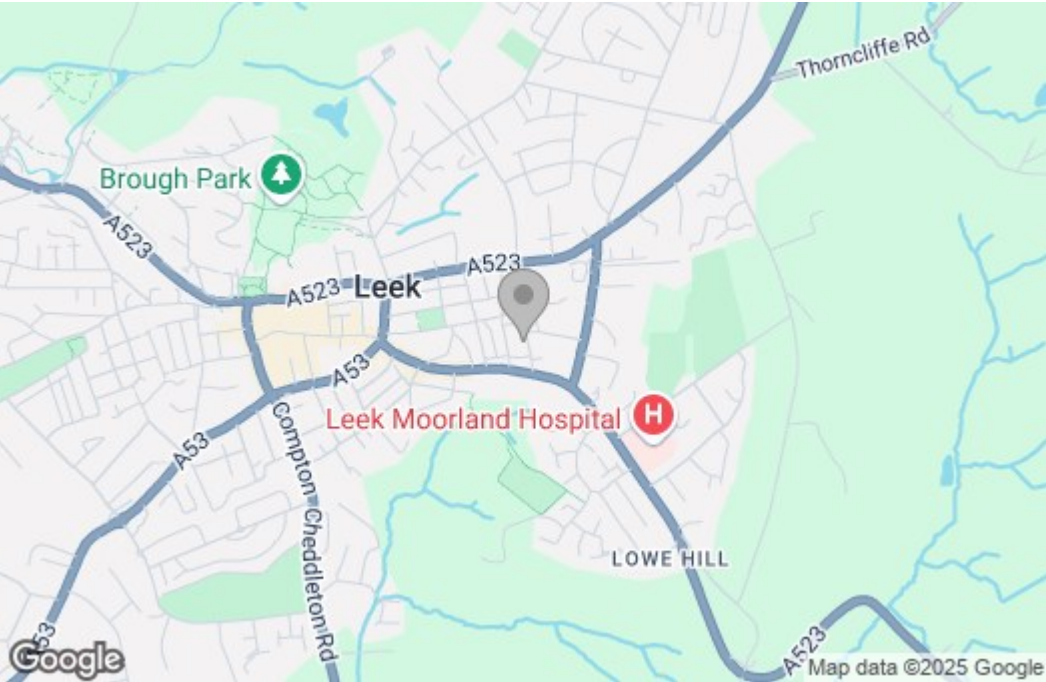 Thorncliffe Rd
Brough Park
A523
A523
A523
Leek
A53
Leek Moorland Hospital
H
A53
Compton
Cheddleton Rd
LOWE HILL
A53
A523
Google
Map data ©2025 Google